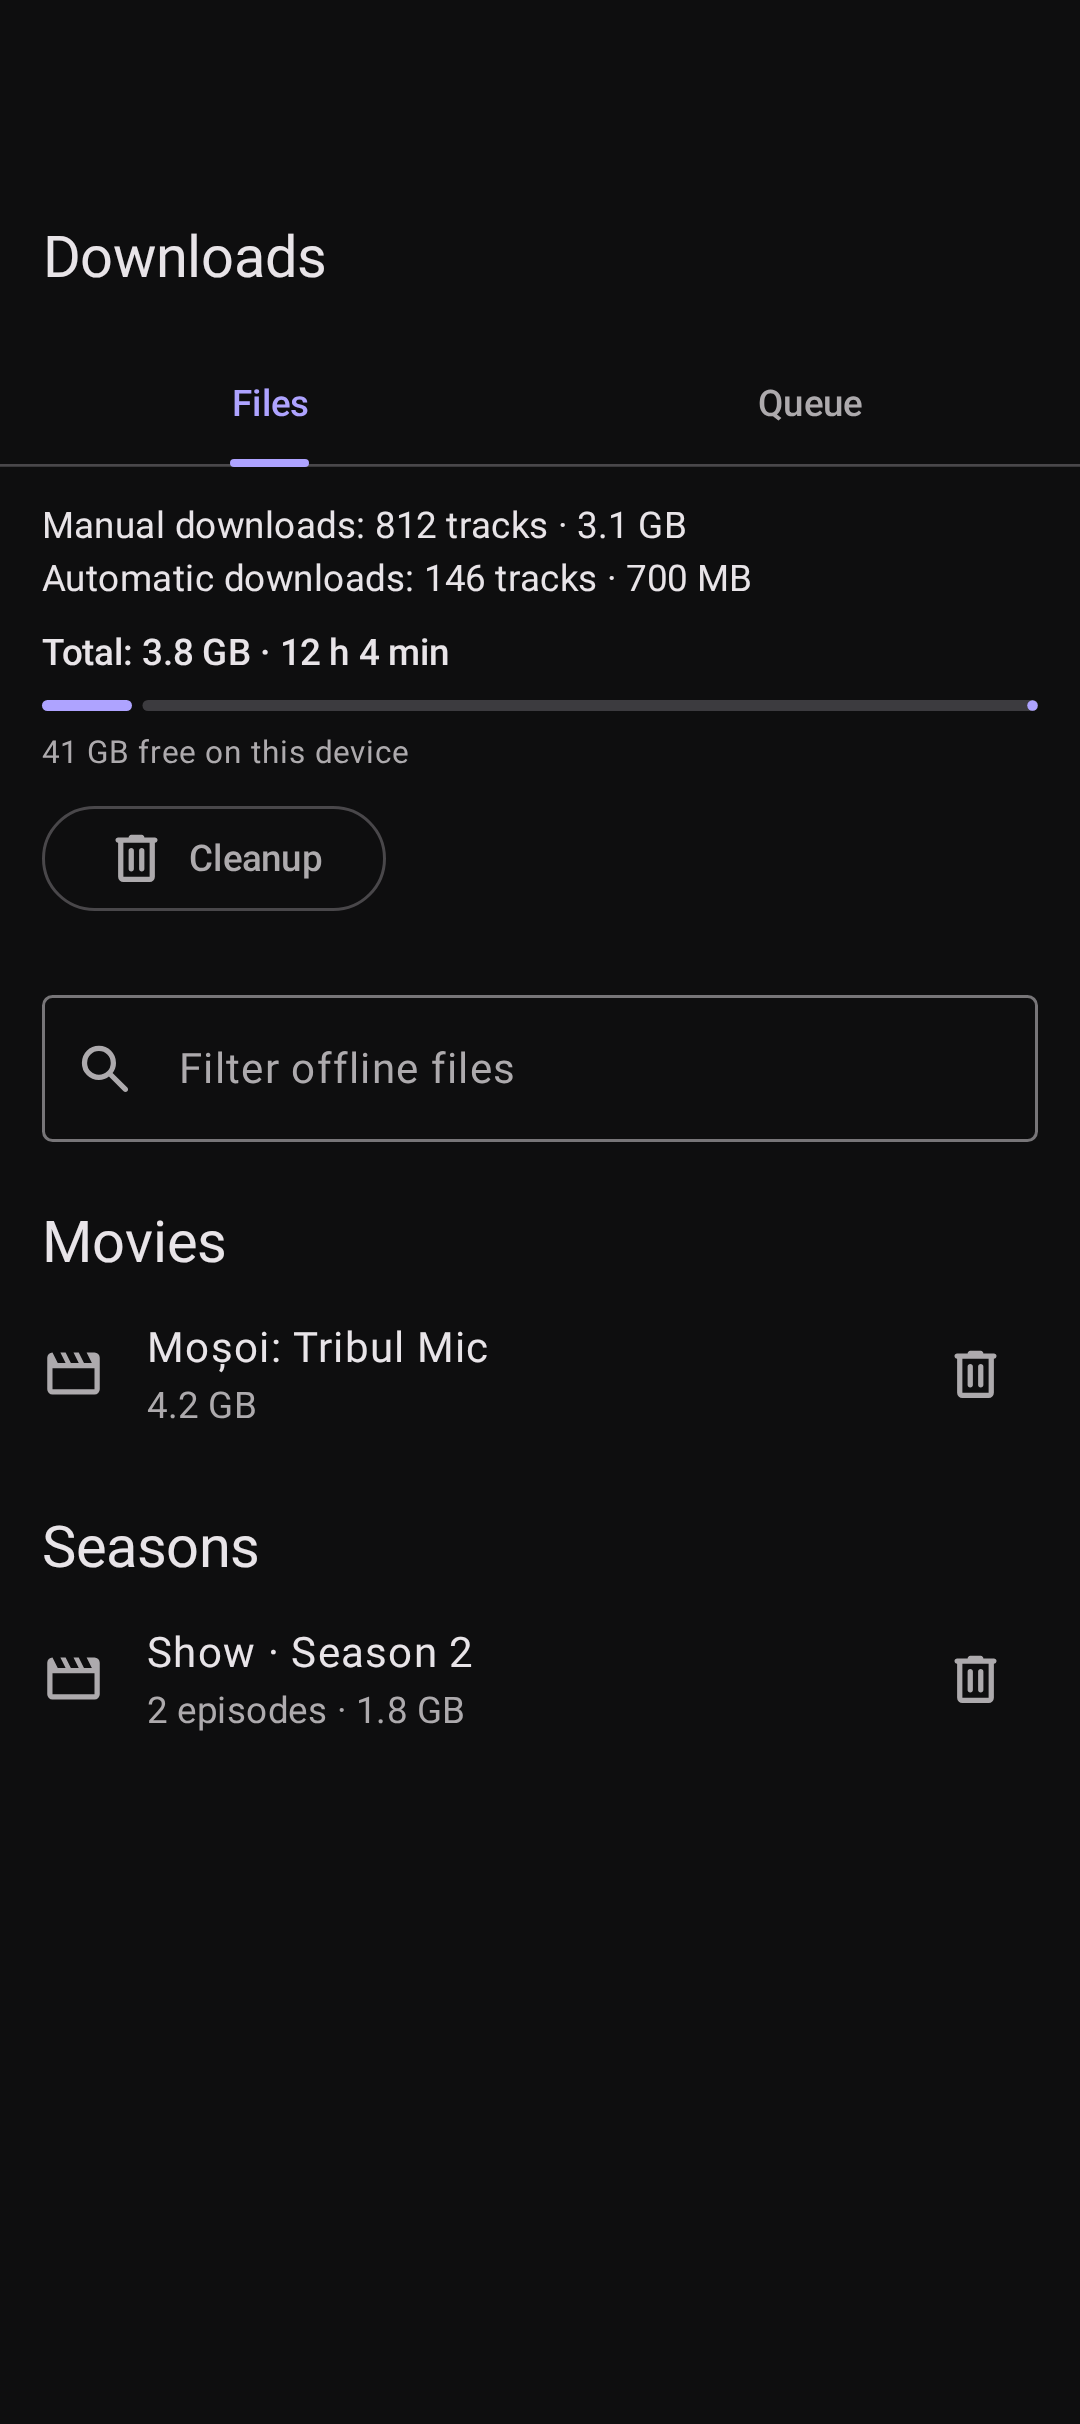 Downloads
Files
Queue
Manual downloads: 812 tracks · 3.1 GB
Automatic downloads: 146 tracks · 700 MB
Total: 3.8 GB · 12 h 4 min
41 GB free on this device
Cleanup
Filter offline files
Movies
Moșoi: Tribul Mic
4.2 GB
Seasons
Show · Season 2
2 episodes · 1.8 GB